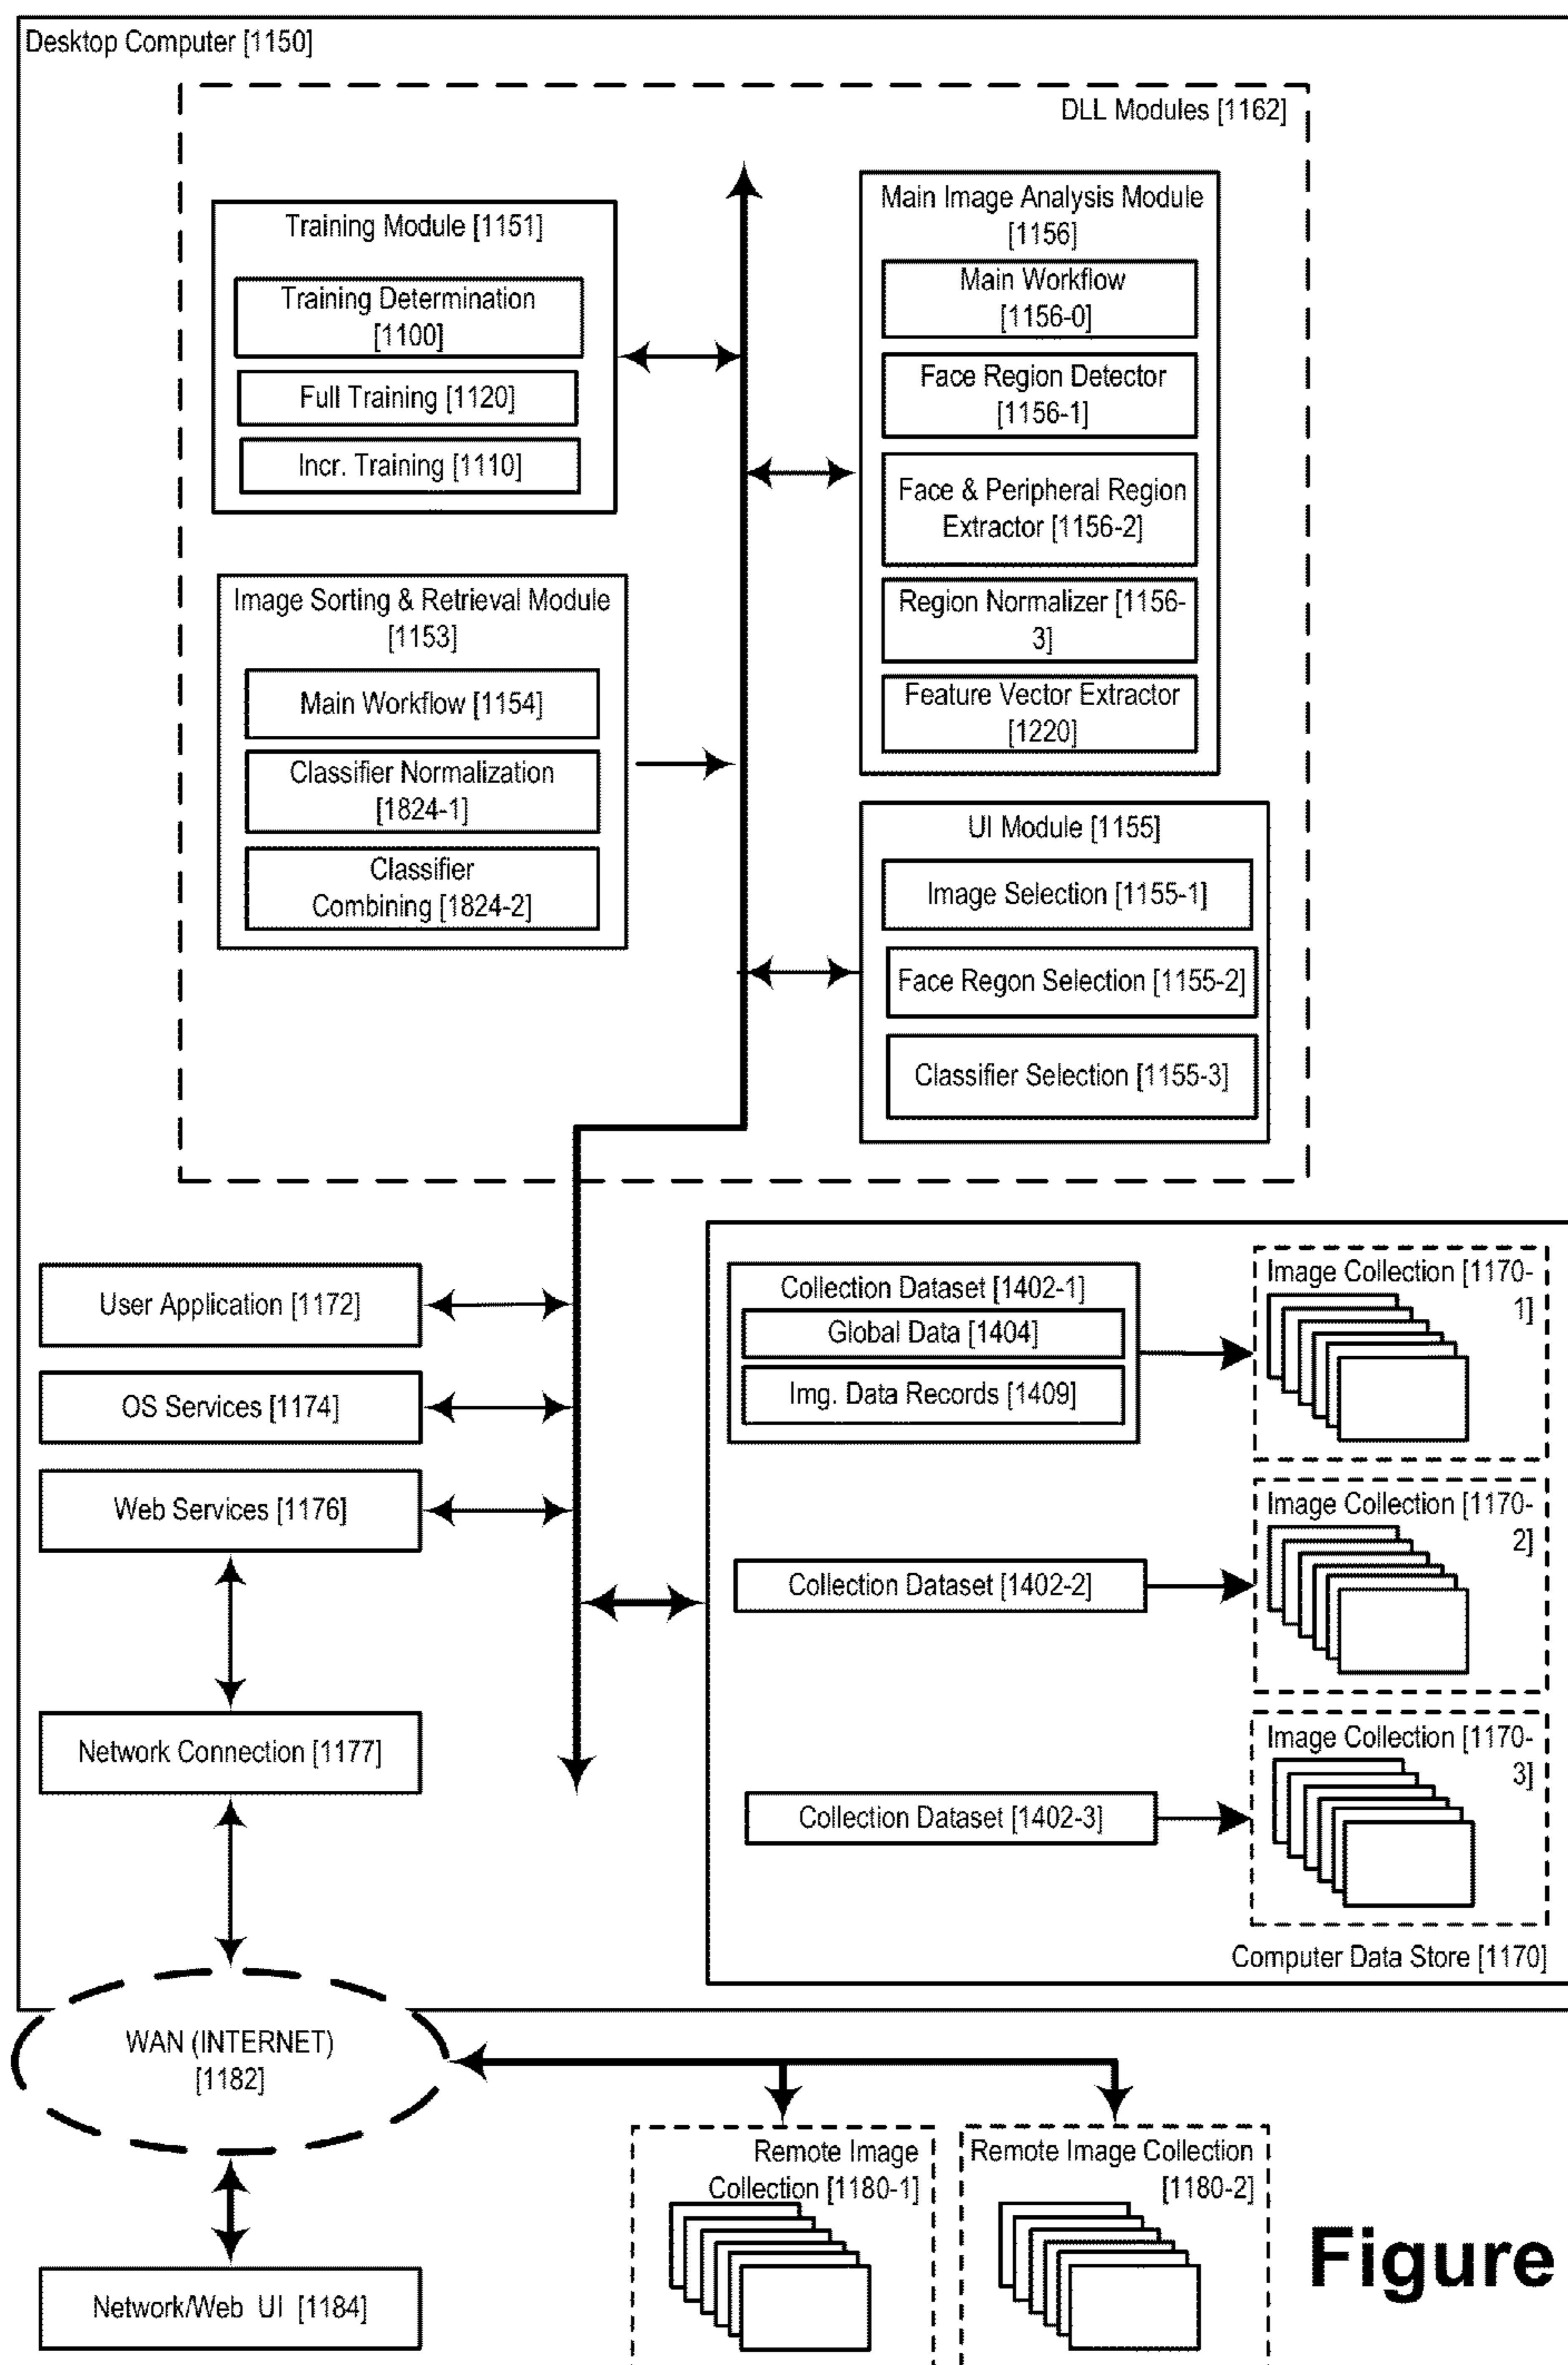 Desktop Computer [1150]
DLL Modules [1162]
Training Module [1151]
Training Determination
[1100]
Full Training [1120]
Incr. Training [1110]
Image Sorting & Retrieval Module
[1153]
Main Workflow [1154]
Classifier Normalization
[1824-1]
Classifier
Combining [1824-2]
Main Image Analysis Module
[1156]
Main Workflow
[1156-0]
Face Region Detector
[1156-1]
Face & Peripheral Region
Extractor [1156-2]
Region Normalizer [1156-
3]
Feature Vector Extractor
[1220]
UI Module [1155]
Image Selection [1155-1]
Face Regon Selection [1155-2]
Classifier Selection [1155-3]
User Application [1172]
OS Services [1174]
Web Services [1176]
Network Connection [1177]
Collection Dataset [1402-1]
Global Data [1404]
Img. Data Records [1409]
Image Collection [1170-
1]
Collection Dataset [1402-2]
Image Collection [1170-
2]
Collection Dataset [1402-3]
Image Collection [1170-
3]
Computer Data Store [1170]
WAN (INTERNET)
[1182]
Remote Image
Collection [1180-1]
Remote Image Collection
[1180-2]
Network/Web UI [1184]
Figure